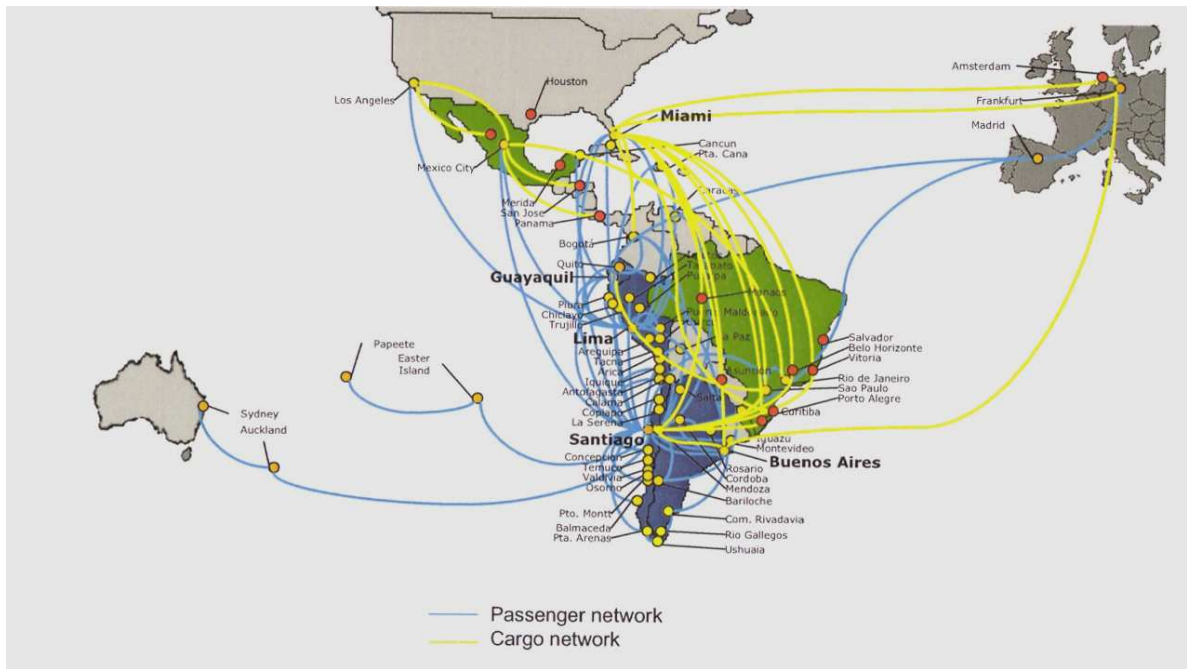 Houston
Los Angeles
Miami
Amsterdam
Frankfurt
Madrid
Cancun
Pta. Cana
Mexico City
Merida
San Jose
Panama
Bogotá
Quito
Guayaquil
Piura
Chiclayo
Trujillo
Manaos
Lima
La Paz
Arequipa
Tacna
Arica
Iquique
Antofagasta
Calama
Copiapo
La Serena
Asuncion
Salta
Salvador
Belo Horizonte
Vitoria
Rio de Janeiro
Sao Paulo
Porto Alegre
Curitiba
Papeete
Easter
Island
Sydney
Auckland
Santiago
Iguazu
Montevideo
Buenos Aires
Concepcion
Temuco
Valdivia
Osorno
Rosario
Cordoba
Mendoza
Bariloche
Pto. Montt
Balmaceda
Pta. Arenas
Com. Rivadavia
Rio Gallegos
Ushuaia
Passenger network
Cargo network